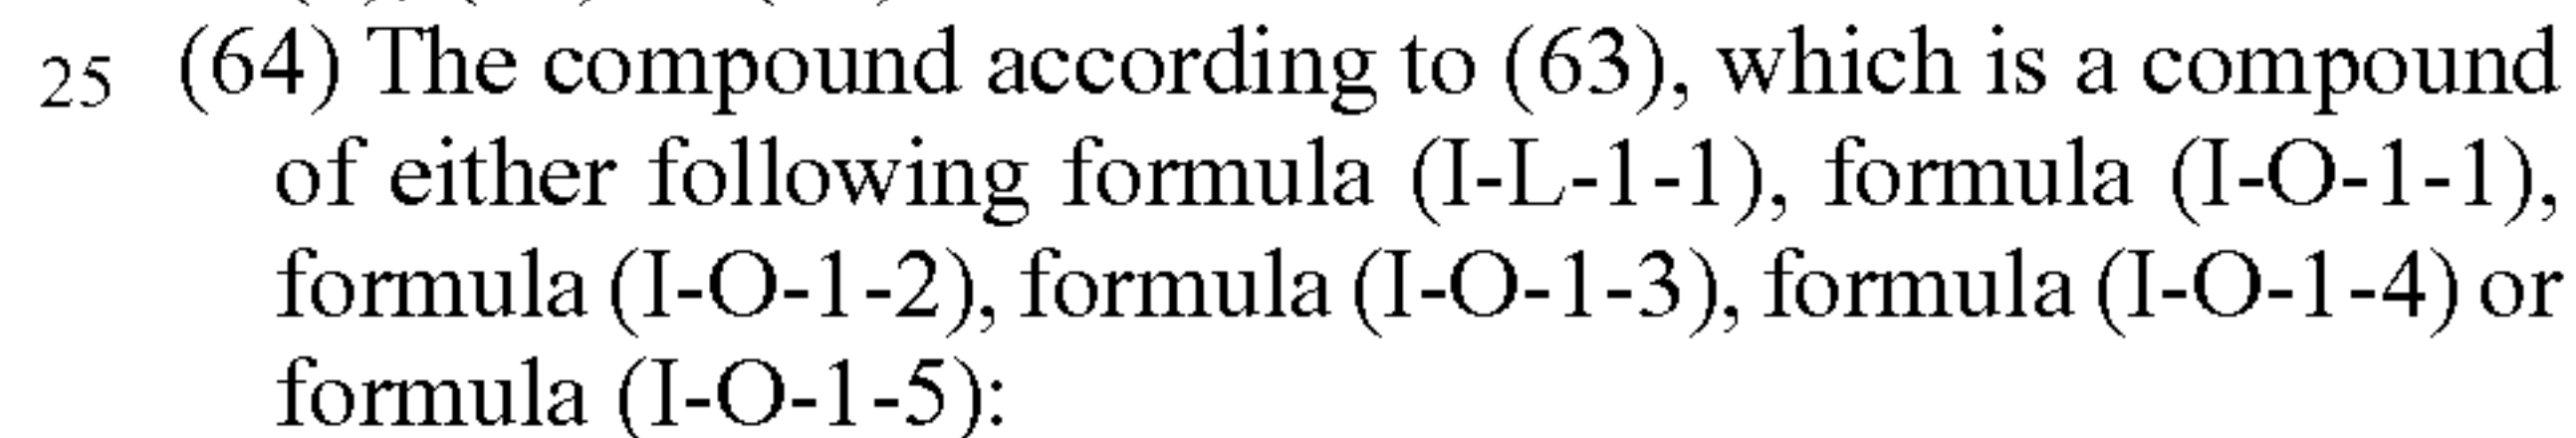 25 (64) The compound according to (63), which is a compound
of either following formula (I-L-1-1), formula (I-O-1-1),
formula (I-O-1-2), formula (I-O-1-3), formula (I-O-1-4) or
formula (I-O-1-5):